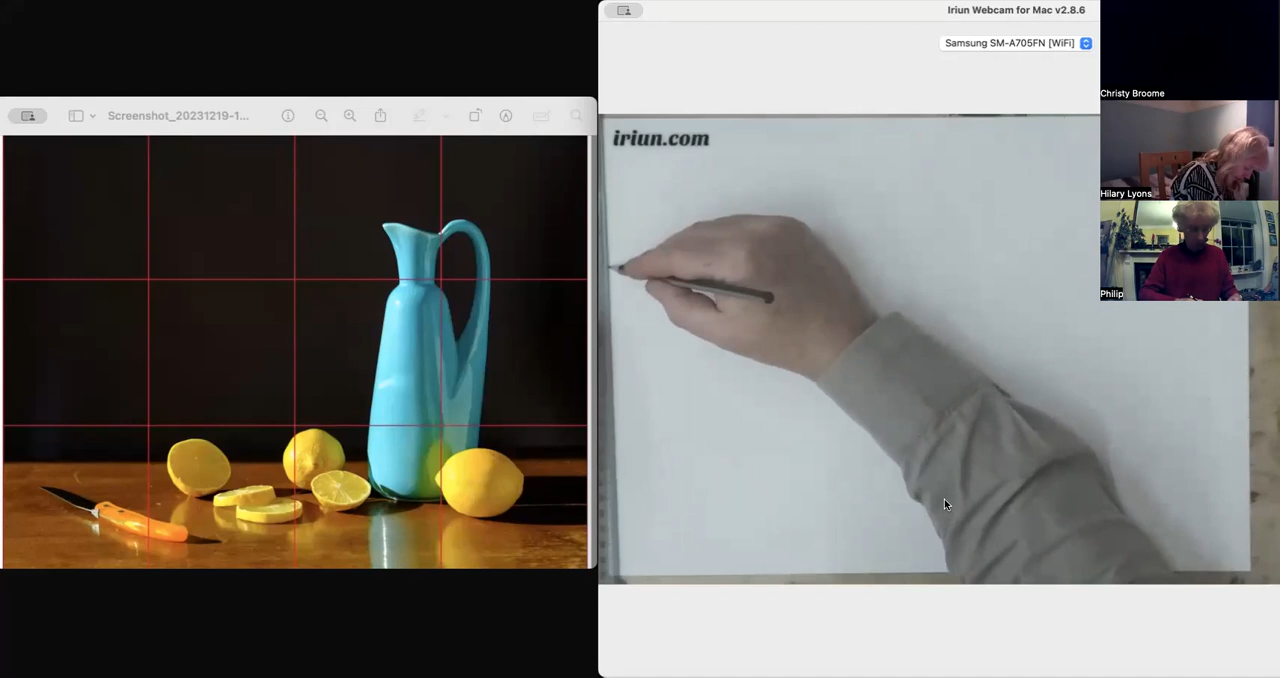 Iriun Webcam for Mac v2.8.6
Samsung SM-A705FN [WiFi]
Christy Broome
Screenshot_20231219-1...
iriun.com
Hilary Lyons
Philip